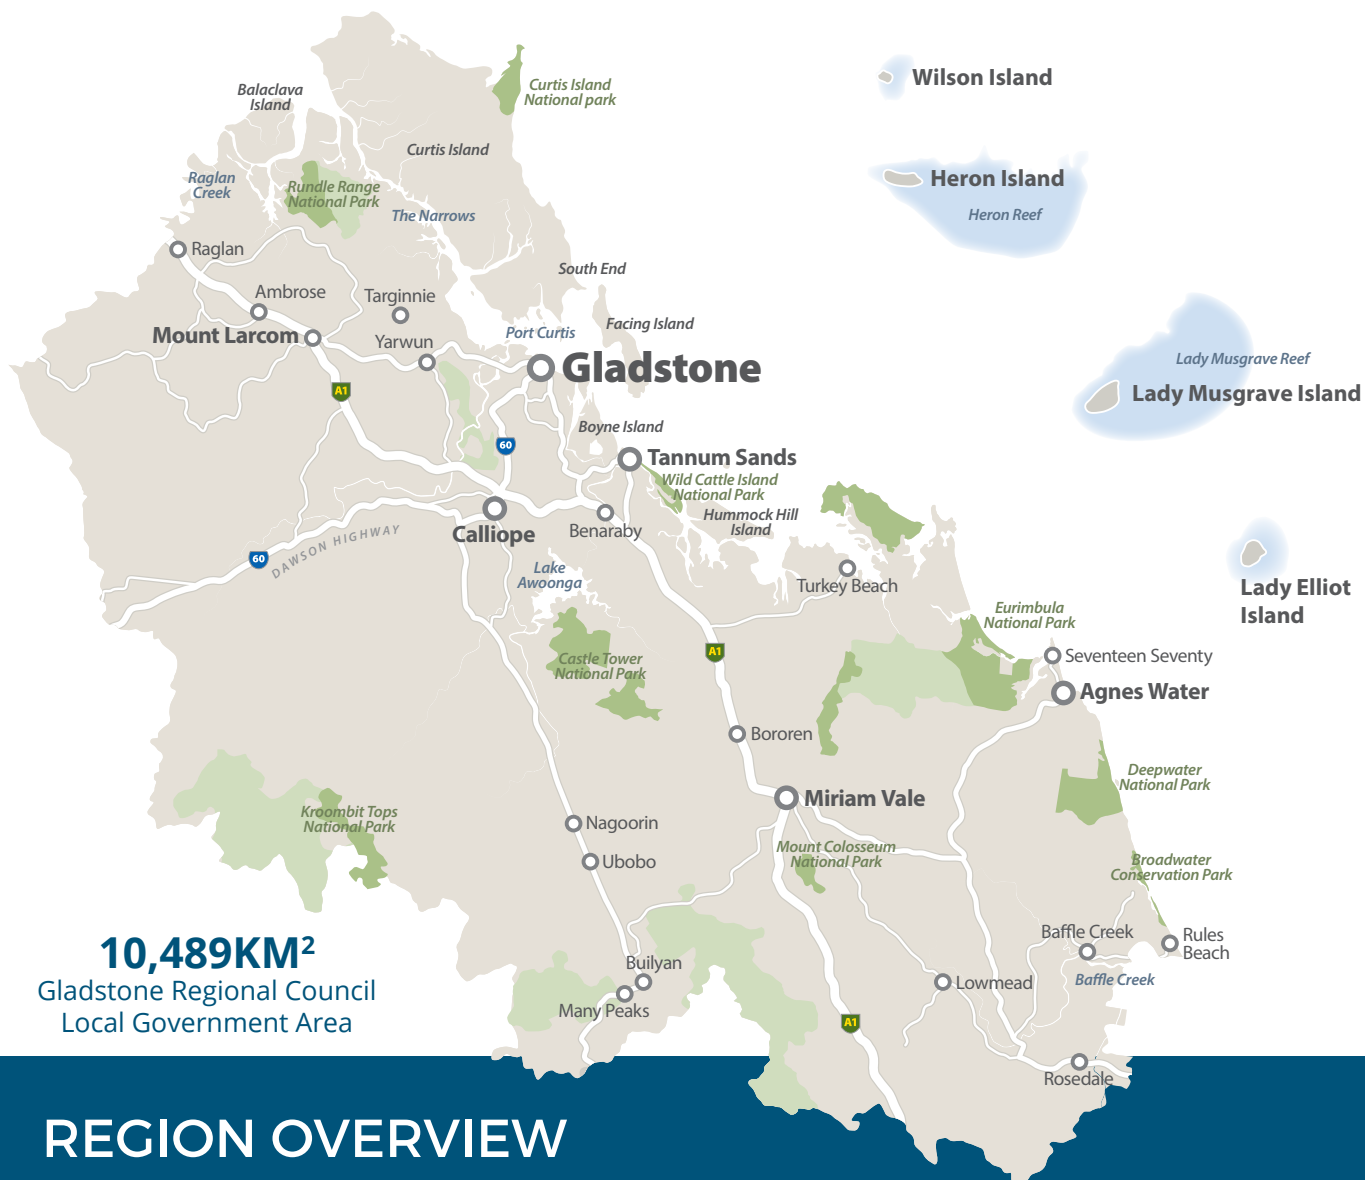 Wilson Island
Curtis Island
National park
Balaclava
Island
Curtis Island
Heron Island
Raglan
Creek
Rundle Range
National Park
The Narrows
Heron Reef
Raglan
South End
Ambrose
Targinnie
Facing Island
Mount Larcom
Port Curtis
Yarwun
Lady Musgrave Reef
Gladstone
A1
Lady Musgrave Island
Boyne Island
60
Tannum Sands
Wild Cattle Island
National Park
Hummock Hill
Island
Calliope
Benaraby
DAWSON HIGHWAY
60
Lake
Awoonga
Turkey Beach
Lady Elliot
Island
Eurimbula
National Park
A1
Seventeen Seventy
Castle Tower
National Park
Agnes Water
Bororen
Deepwater
National Park
Miriam Vale
Kroombit Tops
National Park
Nagoorin
Mount Colosseum
National Park
Ubobo
Broadwater
Conservation Park
Baffle Creek
Rules
Beach
10,489KM²
Gladstone Regional Council
Local Government Area
Builyan
Lowmead
Baffle Creek
Many Peaks
A1
Rosedale
REGION OVERVIEW